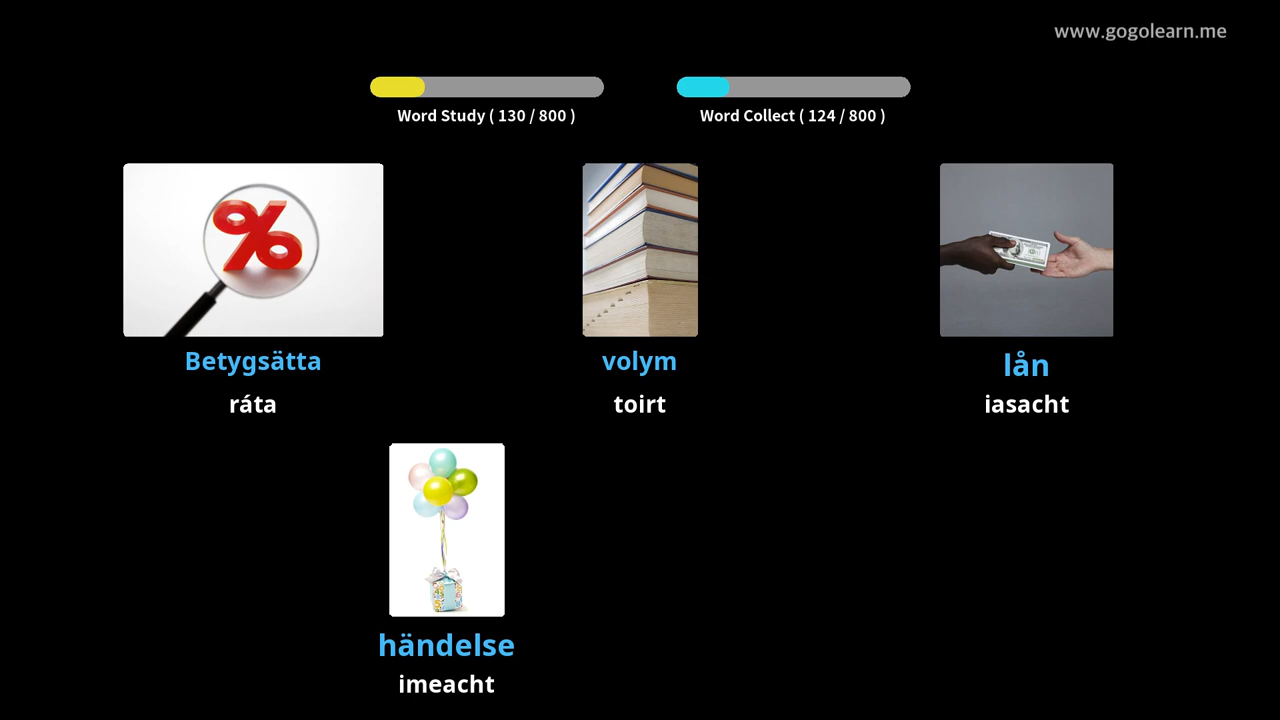 www.gogolearn.me
Word Study ( 130 / 800 )
Word Collect ( 124 / 800 )
Betygsätta
volym
lån
ráta
toirt
iasacht
händelse
imeacht